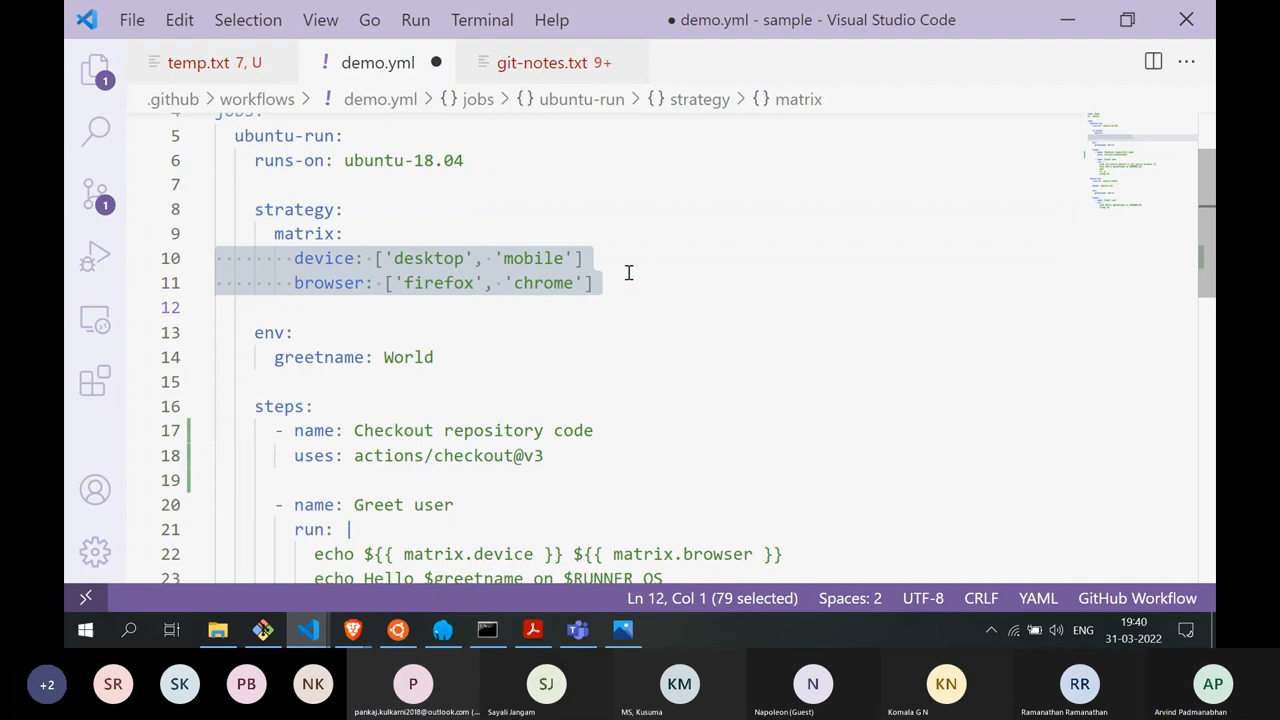 File Edit Selection View Go Run Terminal Help ● demo.yml - sample - Visual Studio Code
temp.txt 7, U ! demo.yml ● git-notes.txt 9+ ...
.github > workflows > ! demo.yml > {} jobs > {} ubuntu-run > {} strategy > {} matrix
1
1
4 jobs:
5 ubuntu-run:
6 runs-on: ubuntu-18.04
7
8 strategy:
9 matrix:
10 device: ['desktop', 'mobile']
11 browser: ['firefox', 'chrome']
12
13 env:
14 greetname: World
15
16 steps:
17 - name: Checkout repository code
18 uses: actions/checkout@v3
19
20 - name: Greet user
21 run: |
22 echo ${{ matrix.device }} ${{ matrix.browser }}
23 echo Hello $greetname on $RUNNER_OS
Ln 12, Col 1 (79 selected) Spaces: 2 UTF-8 CRLF YAML GitHub Workflow
ENG 19:40
31-03-2022
+2 SR SK PB NK P SJ KM N KN RR AP
pankaj.kulkarni2018@outlook.com (... Sayali Jangam MS, Kusuma Napoleon (Guest) Komala G N Ramanathan Ramanathan Arvind Padmanabhan